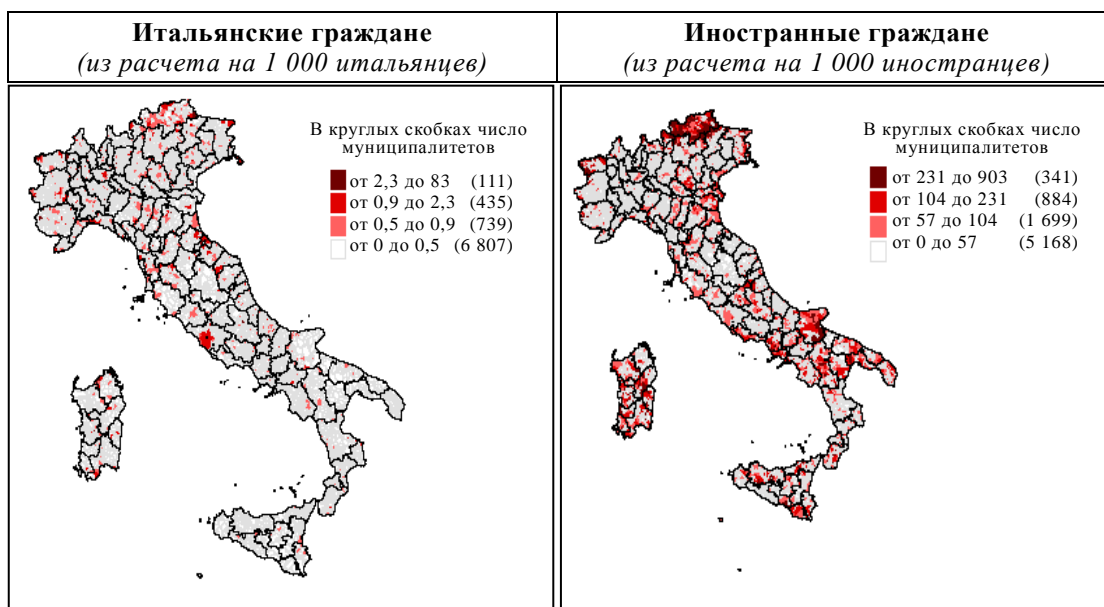 Итальянские граждане
(из расчета на 1 000 итальянцев)
Иностранные граждане
(из расчета на 1 000 иностранцев)
В круглых скобках число
муниципалитетов
от 2,3 до 83 (111)
от 0,9 до 2,3 (435)
от 0,5 до 0,9 (739)
от 0 до 0,5 (6 807)
В круглых скобках число
муниципалитетов
от 231 до 903 (341)
от 104 до 231 (884)
от 57 до 104 (1 699)
от 0 до 57 (5 168)